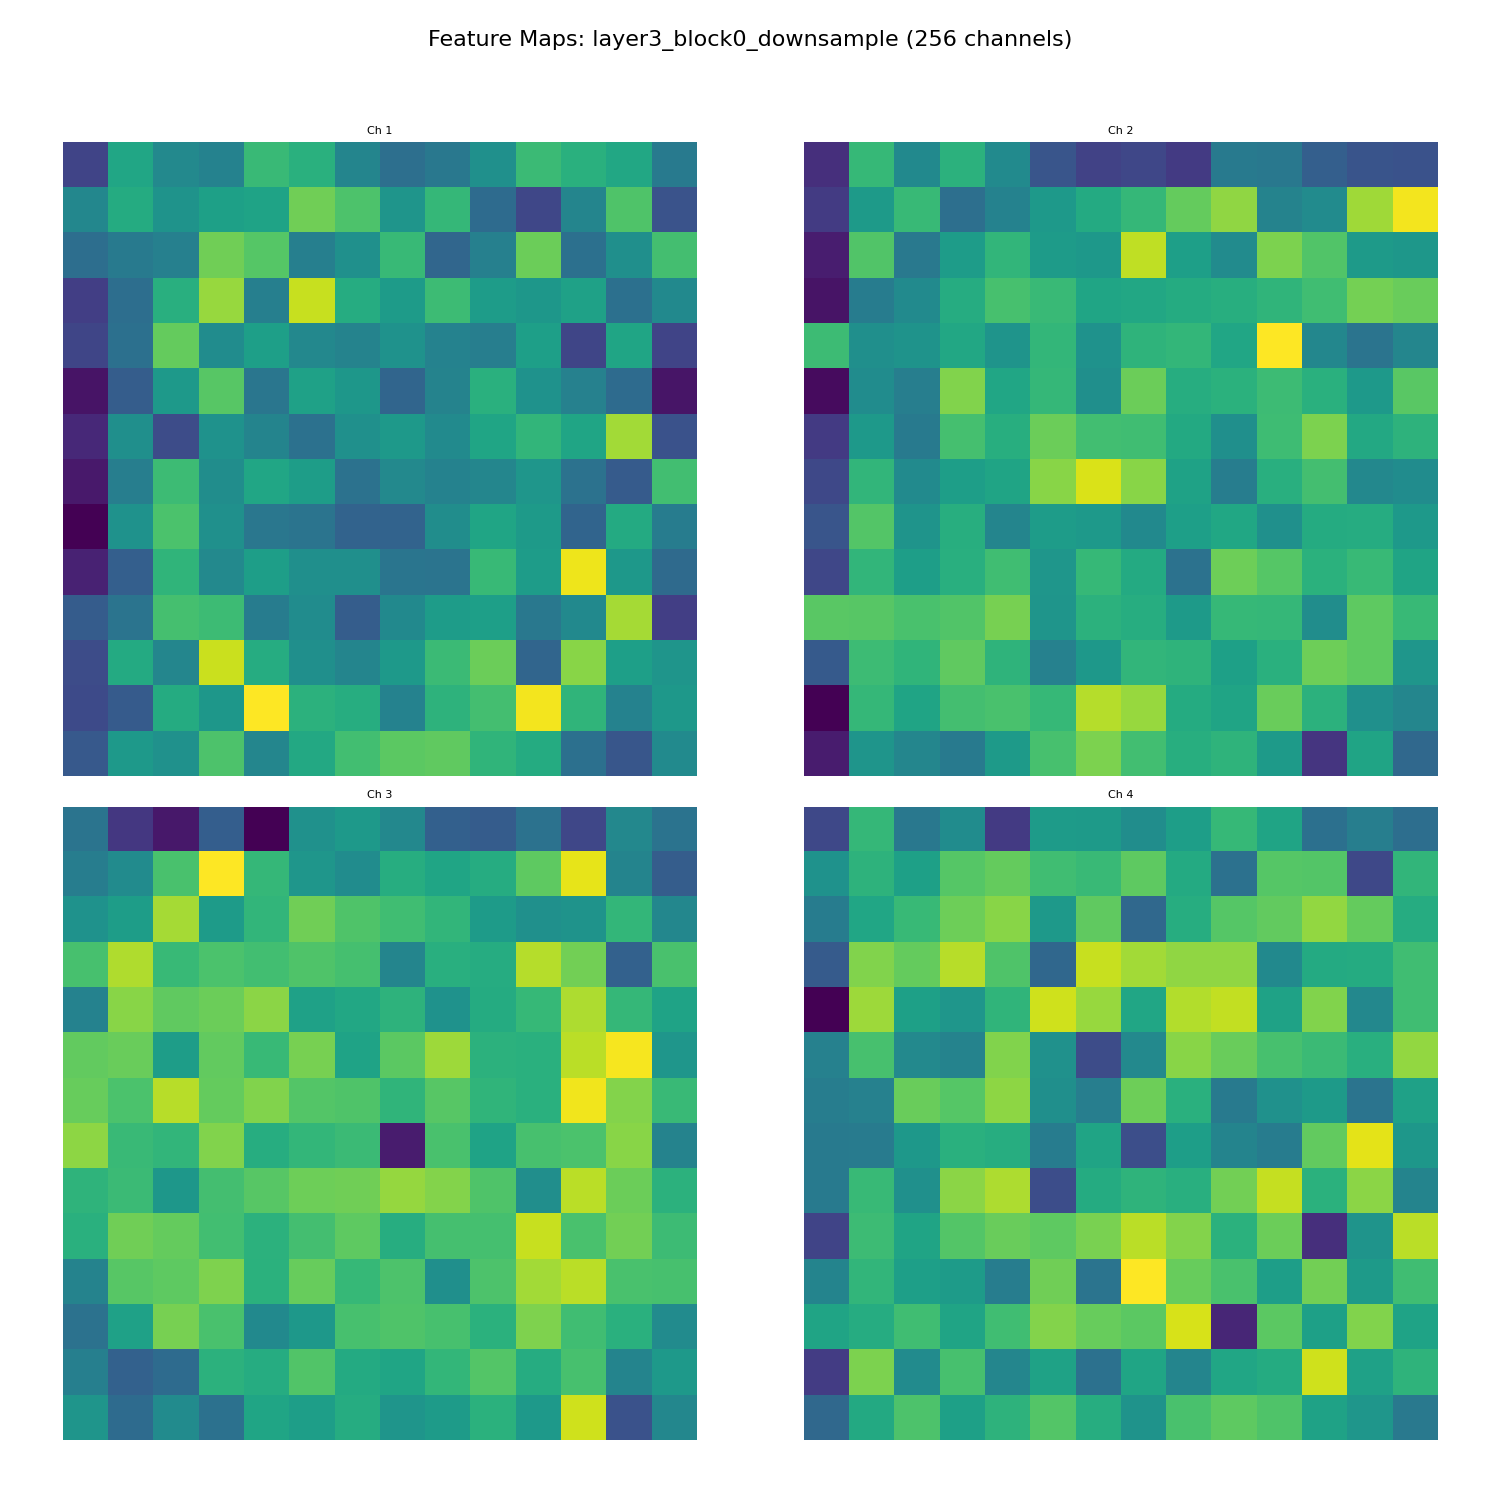 Feature Maps: layer3_block0_downsample (256 channels)
Ch 1
Ch 2
Ch 3
Ch 4